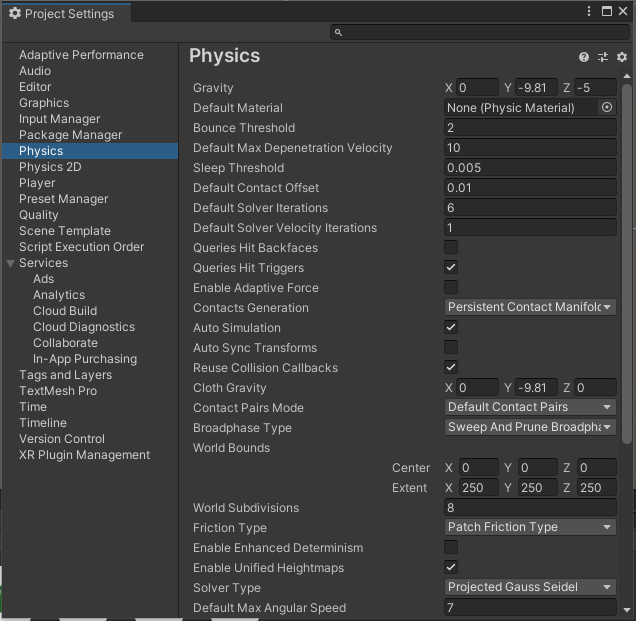 Project Settings
Adaptive Performance
Audio
Editor
Graphics
Input Manager
Package Manager
Physics
Physics 2D
Player
Preset Manager
Quality
Scene Template
Script Execution Order
Services
Ads
Analytics
Cloud Build
Cloud Diagnostics
Collaborate
In-App Purchasing
Tags and Layers
TextMesh Pro
Time
Timeline
Version Control
XR Plugin Management
Physics
Gravity X 0 Y -9.81 Z -5
Default Material None (Physic Material)
Bounce Threshold 2
Default Max Depenetration Velocity 10
Sleep Threshold 0.005
Default Contact Offset 0.01
Default Solver Iterations 6
Default Solver Velocity Iterations 1
Queries Hit Backfaces
Queries Hit Triggers
Enable Adaptive Force
Contacts Generation Persistent Contact Manifold
Auto Simulation
Auto Sync Transforms
Reuse Collision Callbacks
Cloth Gravity X 0 Y -9.81 Z 0
Contact Pairs Mode Default Contact Pairs
Broadphase Type Sweep And Prune Broadpha
World Bounds
Center X 0 Y 0 Z 0
Extent X 250 Y 250 Z 250
World Subdivisions 8
Friction Type Patch Friction Type
Enable Enhanced Determinism
Enable Unified Heightmaps
Solver Type Projected Gauss Seidel
Default Max Angular Speed 7